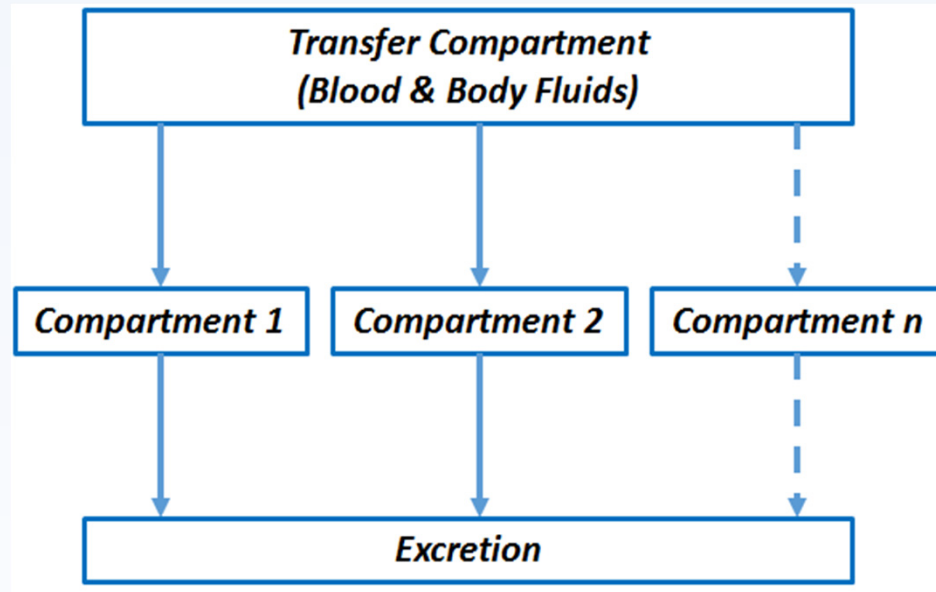 Transfer Compartment
(Blood & Body Fluids)
Compartment 1
Compartment 2
Compartment n
Excretion